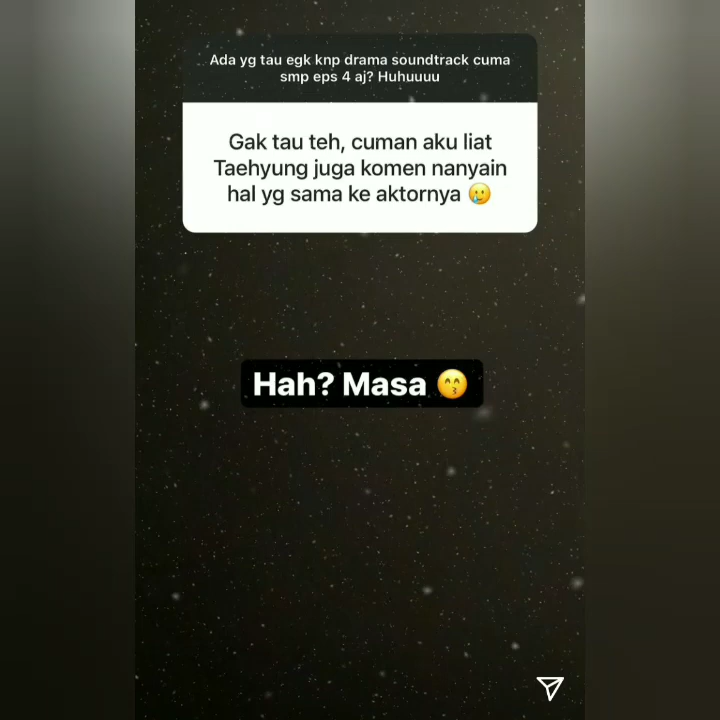 Ada yg tau egk knp drama soundtrack cuma
smp eps 4 aj? Huhuuuu
Gak tau teh, cuman aku liat
Taehyung juga komen nanyain
hal yg sama ke aktornya 🥲
Hah? Masa 😙